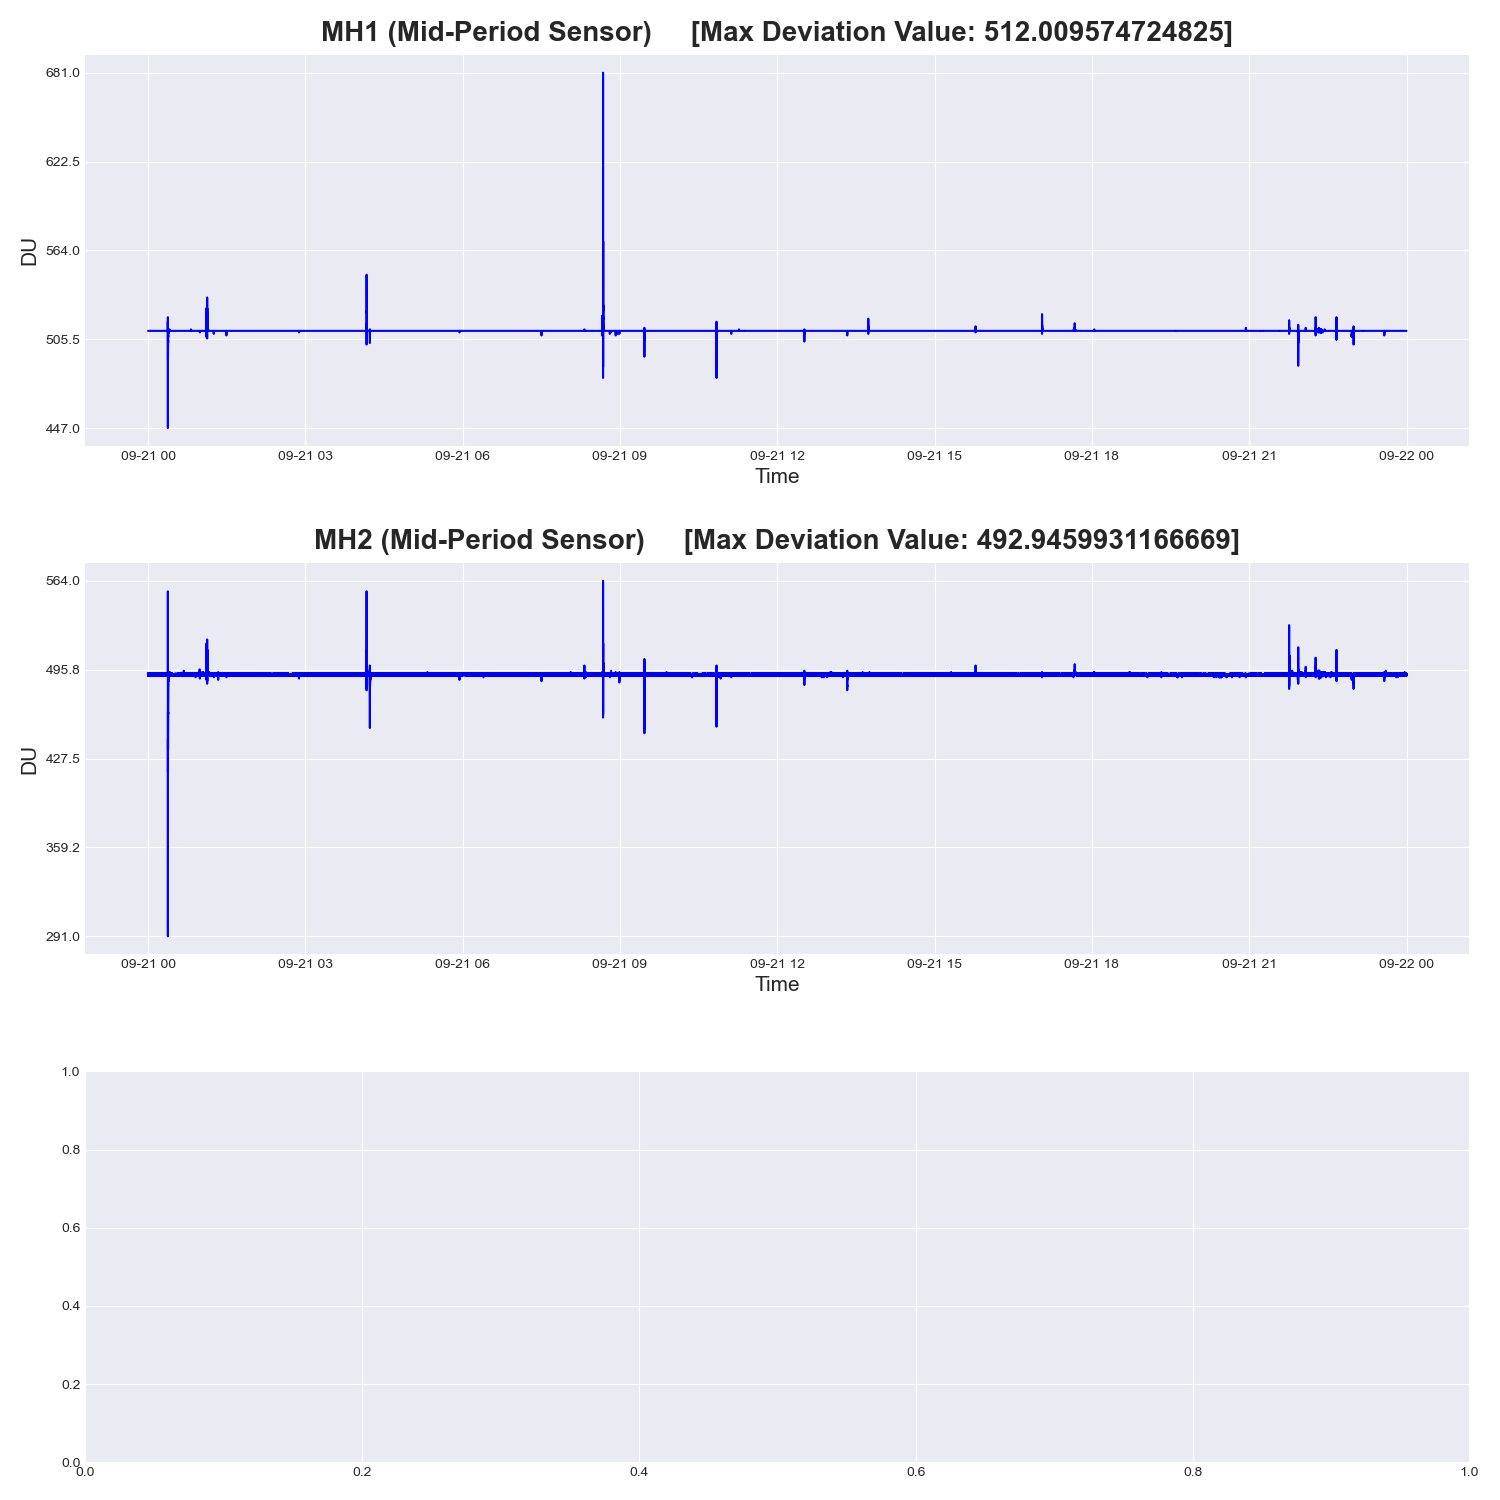 MH1 (Mid-Period Sensor) [Max Deviation Value: 512.009574724825]
DU
681.0
622.5
564.0
505.5
447.0
09-21 00 09-21 03 09-21 06 09-21 09 09-21 12 09-21 15 09-21 18 09-21 21 09-22 00
Time
MH2 (Mid-Period Sensor) [Max Deviation Value: 492.9459931166669]
DU
564.0
495.8
427.5
359.2
291.0
09-21 00 09-21 03 09-21 06 09-21 09 09-21 12 09-21 15 09-21 18 09-21 21 09-22 00
Time
1.0
0.8
0.6
0.4
0.2
0.0
0.0 0.2 0.4 0.6 0.8 1.0